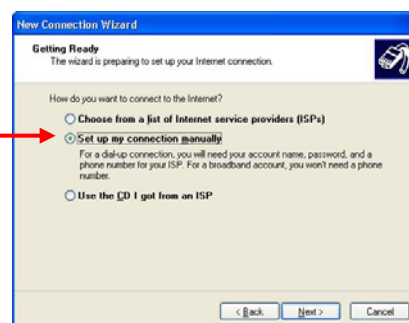 New Connection Wizard
Getting Ready
The wizard is preparing to set up your Internet connection.
How do you want to connect to the Internet?
Choose from a list of Internet service providers (ISPs)
Set up my connection manually
For a dial-up connection, you will need your account name, password, and a
phone number for your ISP. For a broadband account, you won't need a phone
number.
Use the CD I got from an ISP
< Back Next > Cancel